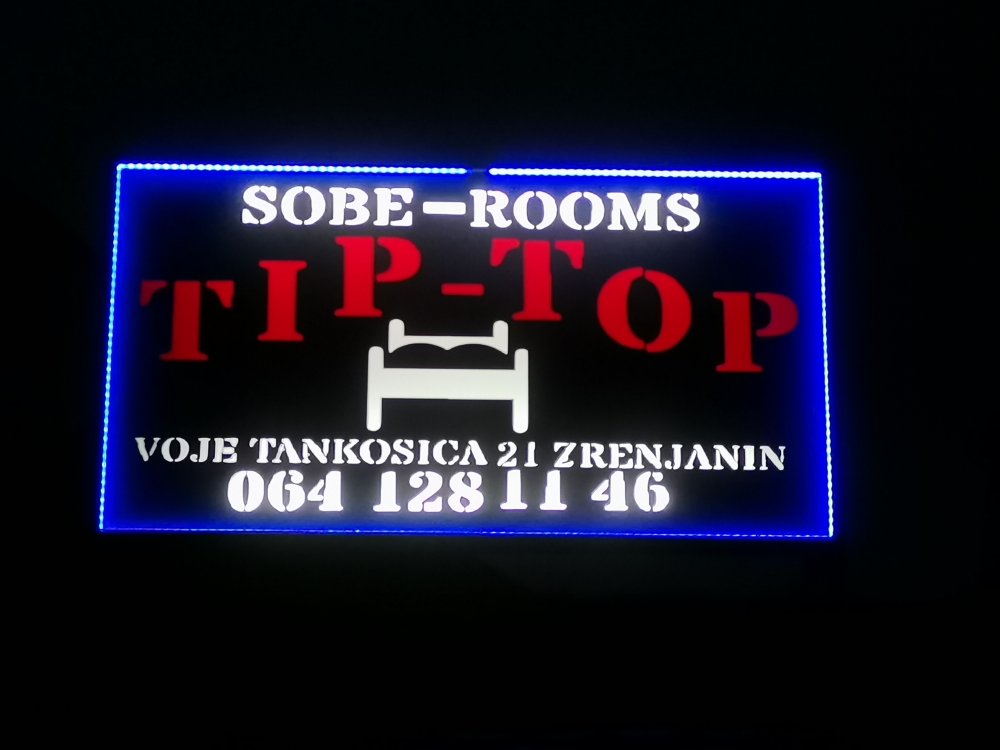 SOBE-ROOMS
TIP-TOP
VOJE TANKOSICA 21 ZRENJANIN
064 128 11 46